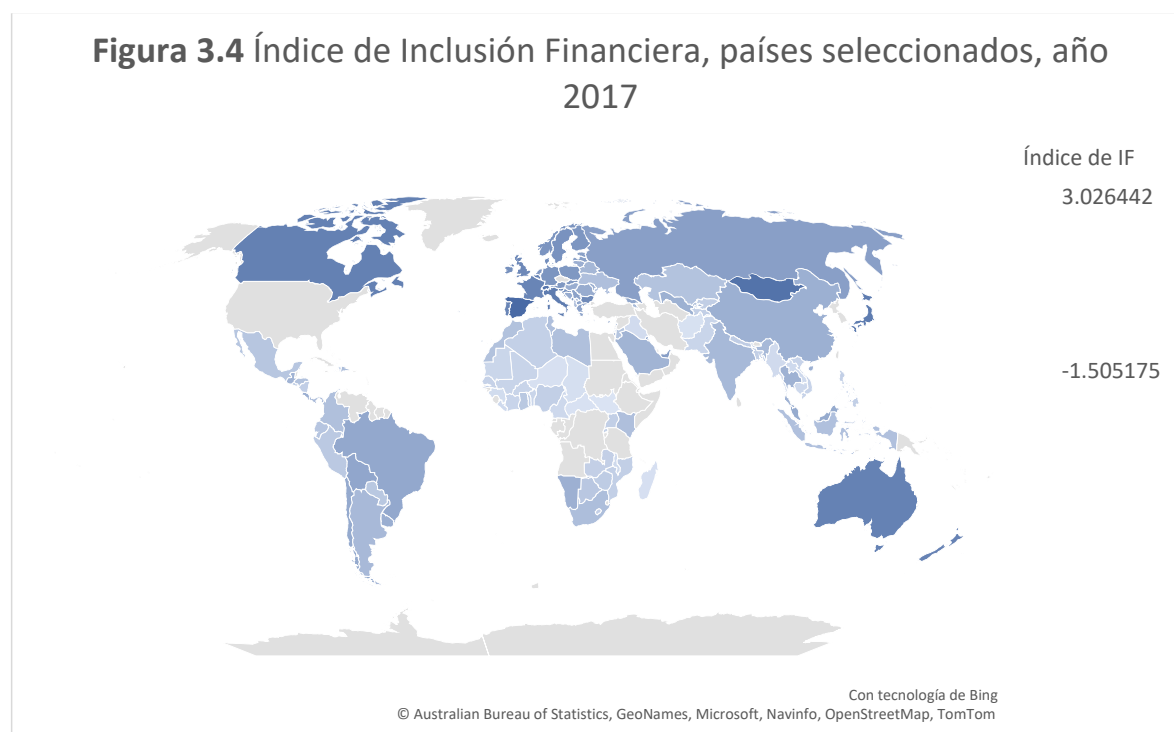 Figura 3.4 Índice de Inclusión Financiera, países seleccionados, año
2017
Índice de IF
3.026442
-1.505175
Con tecnología de Bing
© Australian Bureau of Statistics, GeoNames, Microsoft, Navinfo, OpenStreetMap, TomTom